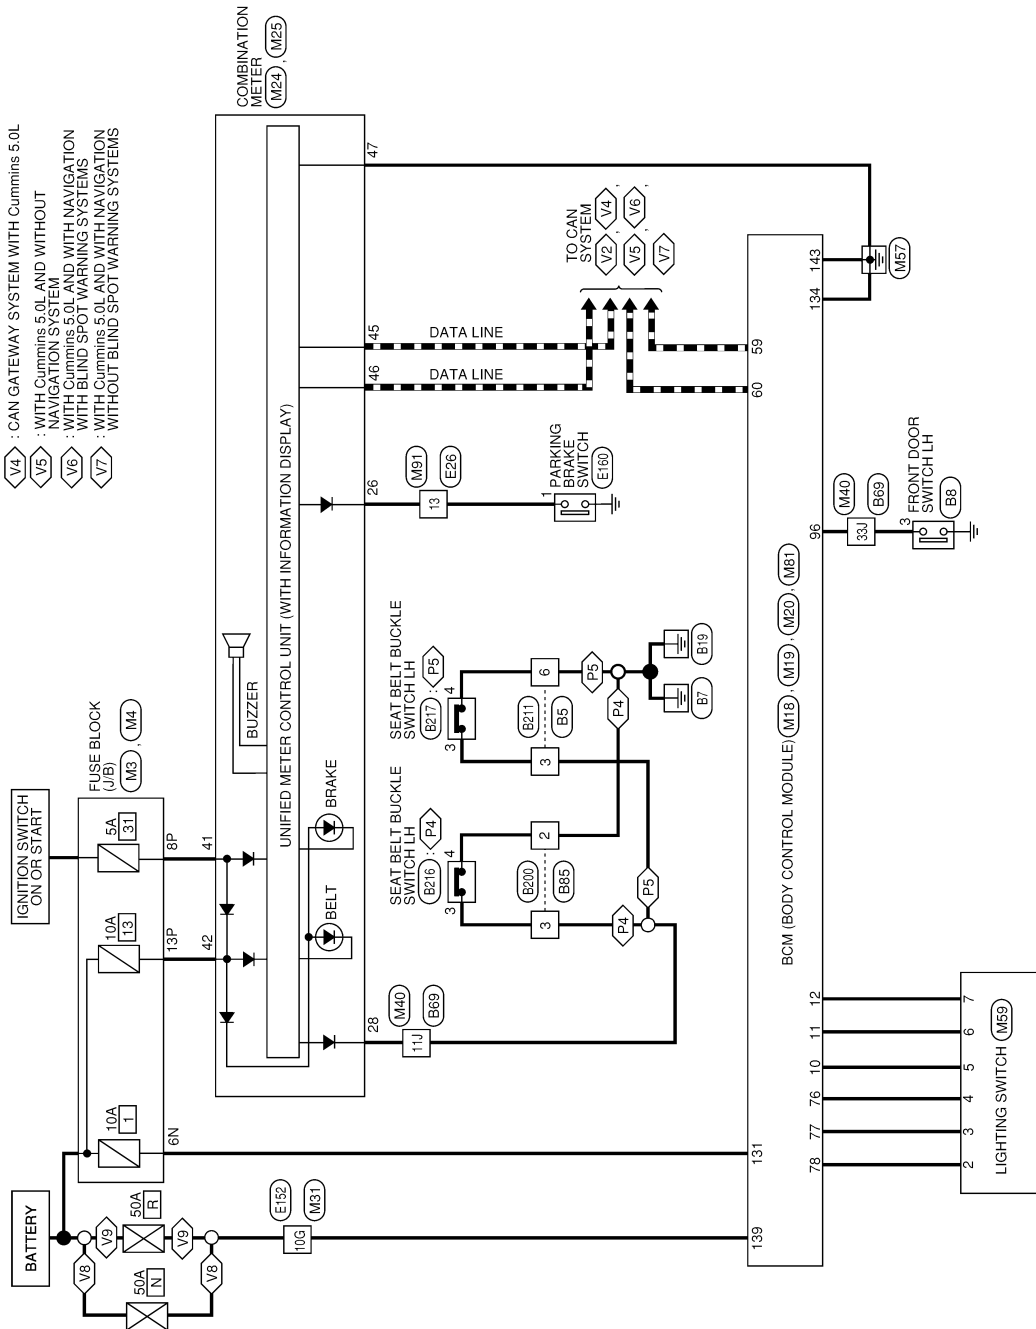 V4 : CAN GATEWAY SYSTEM WITH Cummins 5.0L
V5 : WITH Cummins 5.0L AND WITHOUT
NAVIGATION SYSTEM
V6 : WITH Cummins 5.0L AND WITH NAVIGATION
WITH BLIND SPOT WARNING SYSTEMS
V7 : WITH Cummins 5.0L AND WITH NAVIGATION
WITHOUT BLIND SPOT WARNING SYSTEMS
BATTERY
IGNITION SWITCH
ON OR START
50A
N
50A
R
V8
V8
V9
V9
10A
1
10A
13
5A
31
FUSE BLOCK
(J/B)
M3 , M4
6N
13P
8P
42
41
COMBINATION
METER
M24 , M25
BUZZER
UNIFIED METER CONTROL UNIT (WITH INFORMATION DISPLAY)
BELT
BRAKE
28
26
46
45
47
E152
M31
10G
M40
B69
11J
SEAT BELT BUCKLE
SWITCH LH
B216 : P4
3
4
B200
B85
3
2
P4
P5
SEAT BELT BUCKLE
SWITCH LH
B217 : P5
3
4
B211
B5
3
6
P5
P4
B7
B19
M91
E26
13
PARKING
BRAKE
SWITCH
E160
1
DATA LINE
DATA LINE
TO CAN
SYSTEM
V2 , V4 ,
V5 , V6 ,
V7
139
131
60
59
134
143
M57
BCM (BODY CONTROL MODULE) M18 , M19 , M20 , M81
78
77
76
10
11
12
96
M40
B69
33J
FRONT DOOR
SWITCH LH
B8
3
2
3
4
5
6
7
LIGHTING SWITCH M59